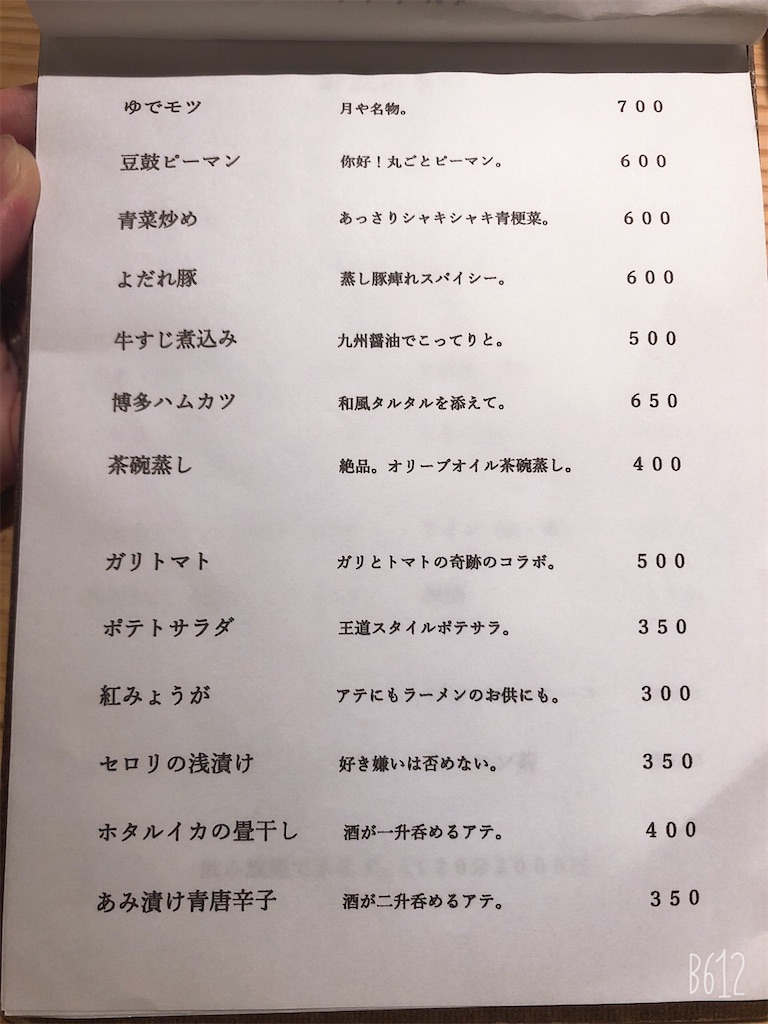 ゆでモツ 月や名物。 700
豆鼓ピーマン 你好！丸ごとピーマン。 600
青菜炒め あっさりシャキシャキ青梗菜。 600
よだれ豚 蒸し豚痺れスパイシー。 600
牛すじ煮込み 九州醤油でこってりと。 500
博多ハムカツ 和風タルタルを添えて。 650
茶碗蒸し 絶品。オリーブオイル茶碗蒸し。 400
ガリトマト ガリとトマトの奇跡のコラボ。 500
ポテトサラダ 王道スタイルポテサラ。 350
紅みょうが アテにもラーメンのお供にも。 300
セロリの浅漬け 好き嫌いは否めない。 350
ホタルイカの畳干し 酒が一升呑めるアテ。 400
あみ漬け青唐辛子 酒が二升呑めるアテ。 350
B612